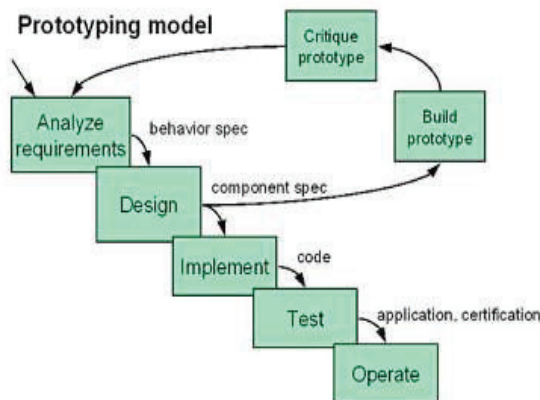 Prototyping model
Critique
prototype
Analyze
requirements
behavior spec
Build
prototype
Design
component spec
Implement
code
Test
application, certification
Operate